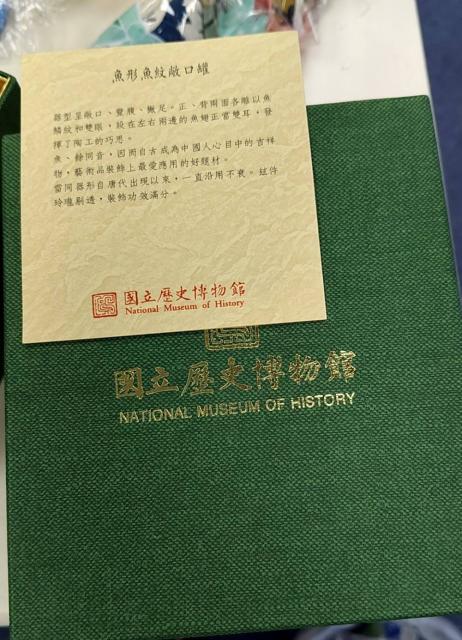 魚形魚紋敞口罐
器型呈敞口、豐腹、撇足。正、背兩面各雕以魚
鱗紋和雙眼,設在左右兩邊的魚翅正當雙耳,發
揮了陶工的巧思。
魚、餘同音,因而自古成為中國人心目中的吉祥
物,藝術品裝飾上最愛應用的好題材。
當同器形自唐代出現以來,一直沿用不衰。這件
玲瓏剔透,裝飾功效滿分。
國立歷史博物館
National Museum of History
國立歷史博物館
NATIONAL MUSEUM OF HISTORY